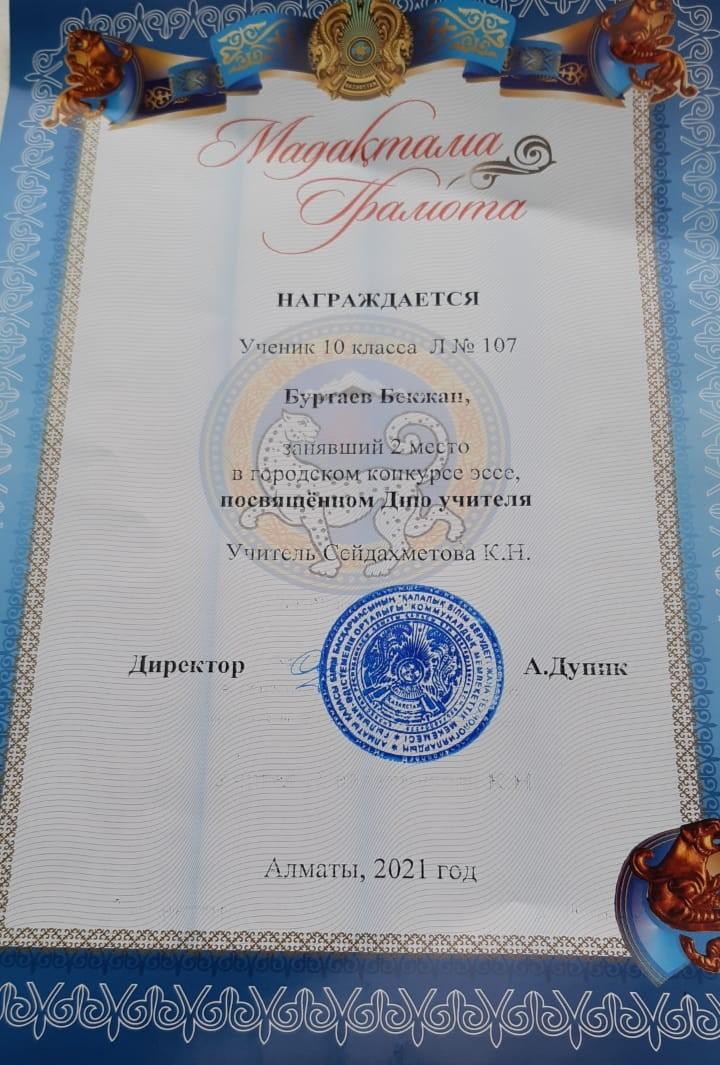 Мадақтама
Грамота
НАГРАЖДАЕТСЯ
Ученик 10 класса Л № 107
Буртаев Бекжан,
занявший 2 место
в городском конкурсе эссе,
посвящённом Дню учителя
Учитель Сейдахметова К.Н.
Директор
А.Дупик
ҚАЗАҚСТАН
К.Н
Алматы, 2021 год